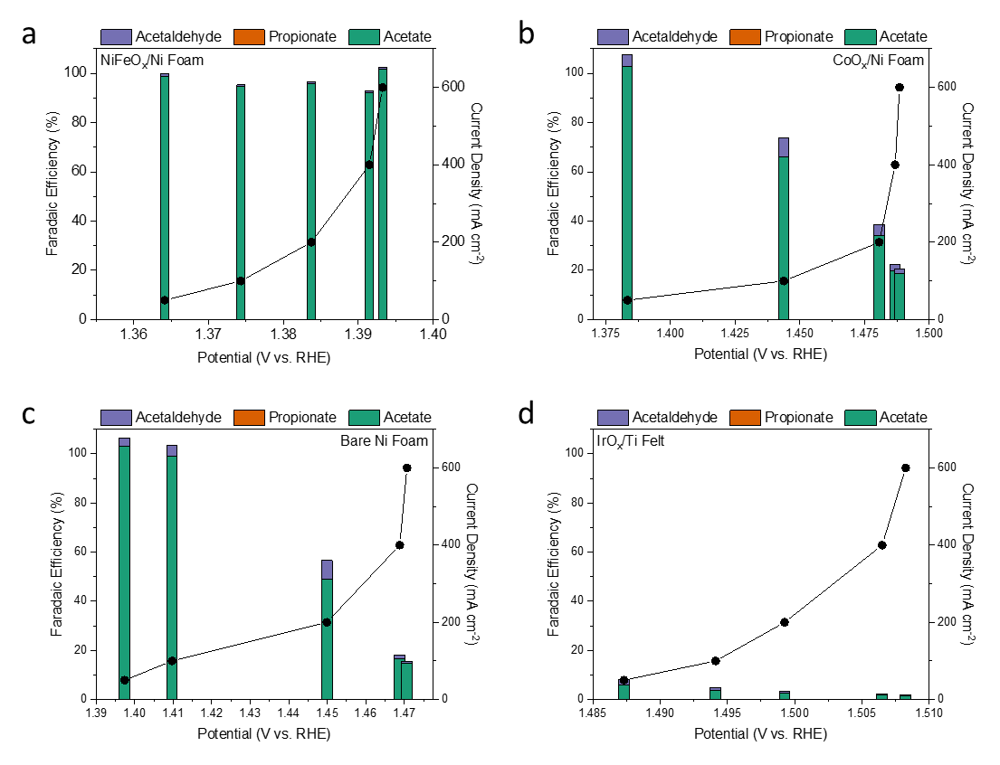 a
Acetaldehyde Propionate Acetate
NiFeOx/Ni Foam
Faradaic Efficiency (%)
100
80
60
40
20
0
600
400
200
0
Current Density (mA cm-2)
1.36 1.37 1.38 1.39 1.40
Potential (V vs. RHE)
b
Acetaldehyde Propionate Acetate
CoOx/Ni Foam
Faradaic Efficiency (%)
100
80
60
40
20
0
600
400
200
0
Current Density (mA cm-2)
1.375 1.400 1.425 1.450 1.475 1.500
Potential (V vs. RHE)
c
Acetaldehyde Propionate Acetate
Bare Ni Foam
Faradaic Efficiency (%)
100
80
60
40
20
0
600
400
200
0
Current Density (mA cm-2)
1.39 1.40 1.41 1.42 1.43 1.44 1.45 1.46 1.47
Potential (V vs. RHE)
d
Acetaldehyde Propionate Acetate
IrOx/Ti Felt
Faradaic Efficiency (%)
100
80
60
40
20
0
600
400
200
0
Current Density (mA cm-2)
1.485 1.490 1.495 1.500 1.505 1.510
Potential (V vs. RHE)